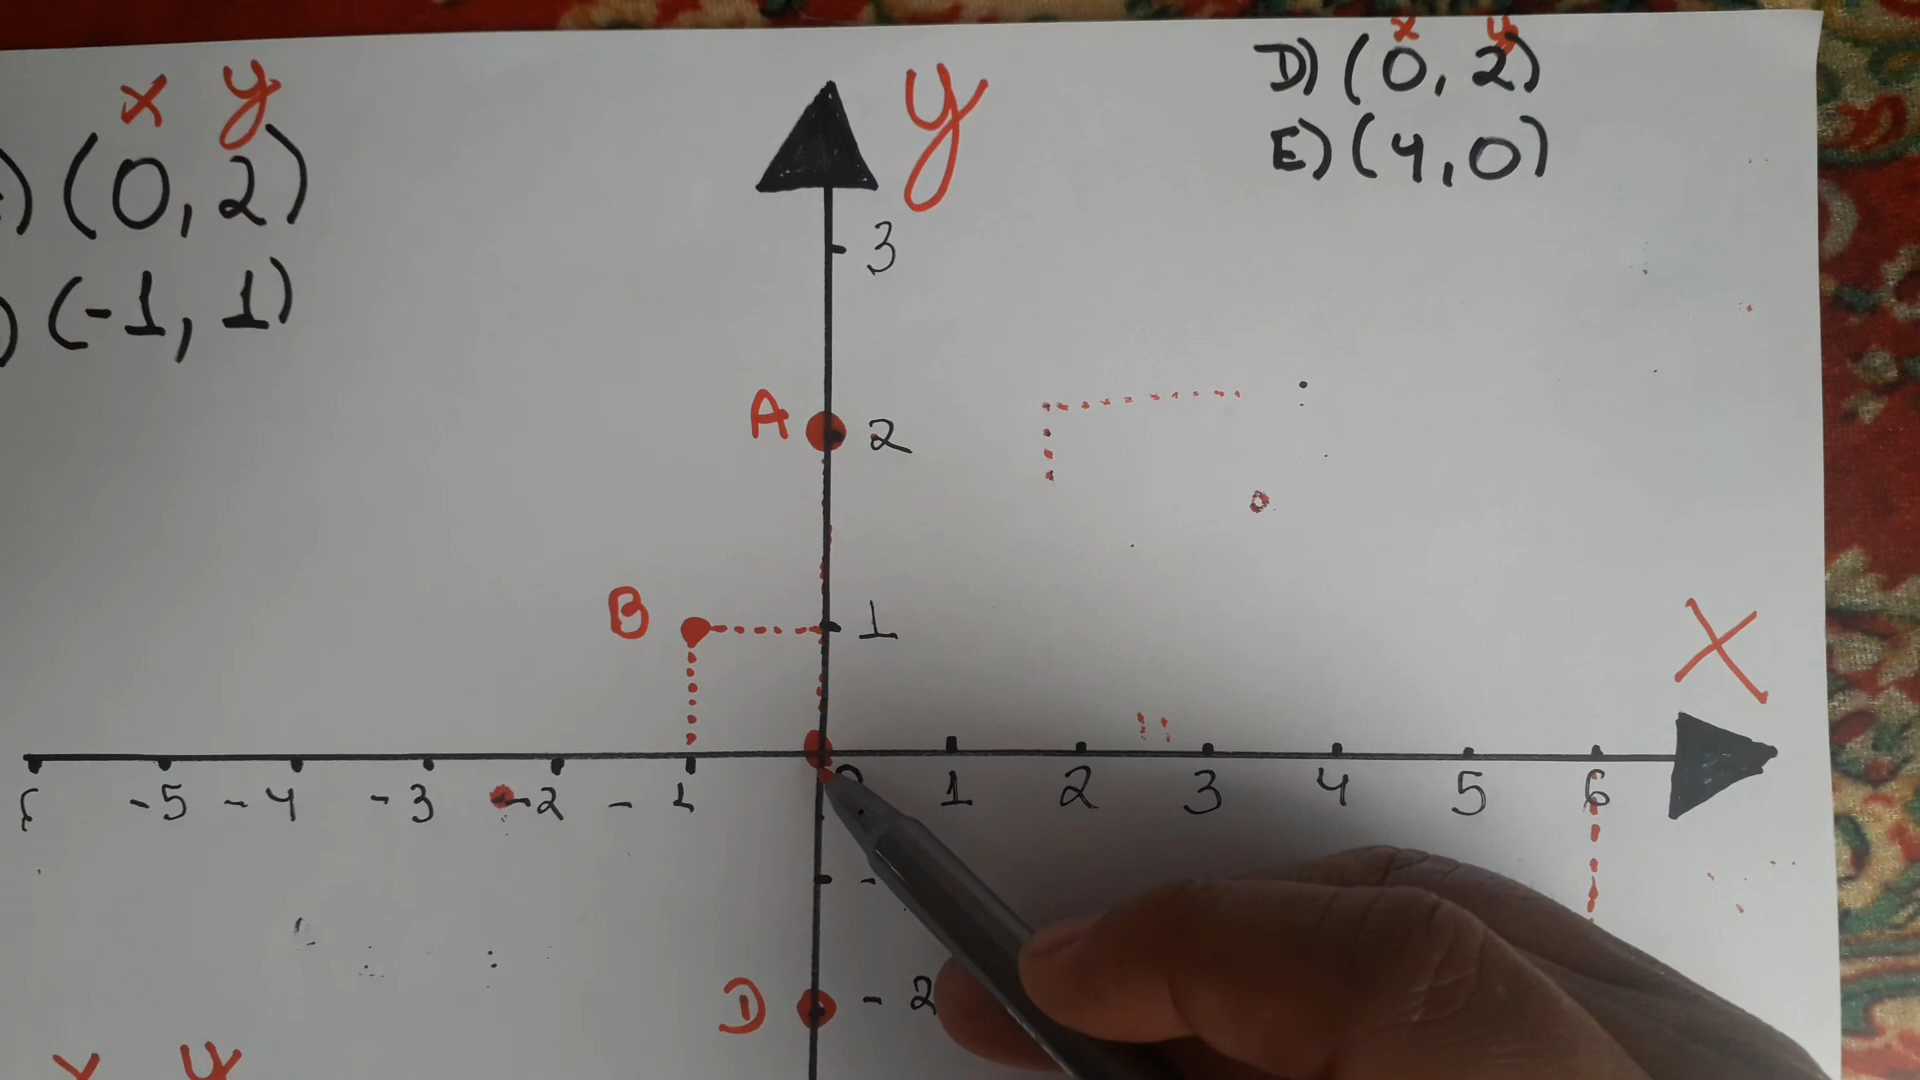 x y
) (0, 2)
) (-1, 1)
x y
D) (0, 2)
E) (4, 0)
y
3
A 2
B 1
X
-5 -4 -3 -2 -1 0 1 2 3 4 5 6
-
D -2
x y